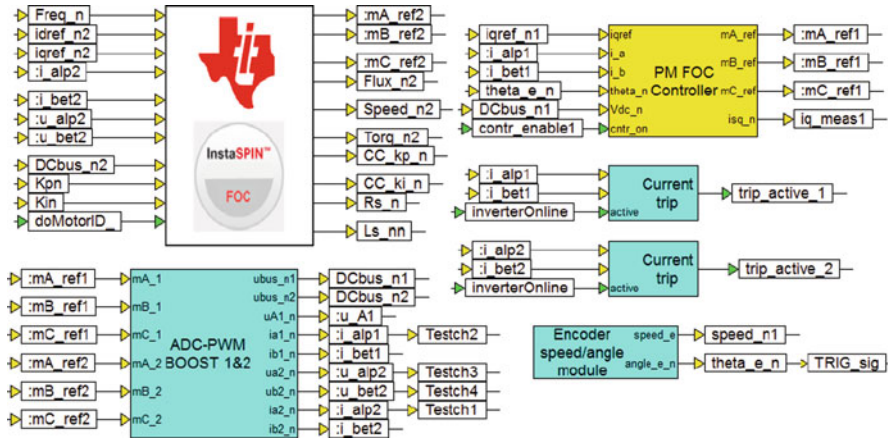 Freq_n
idref_n2
iqref_n2
:i_alp2
:i_bet2
:u_alp2
:u_bet2
DCbus_n2
Kpn
Kin
doMotorID_
InstaSPIN™
FOC
:mA_ref2
:mB_ref2
:mC_ref2
Flux_n2
Speed_n2
Torq_n2
CC_kp_n
CC_ki_n
Rs_n
Ls_nn
iqref_n1
:i_alp1
:i_bet1
theta_e_n
DCbus_n1
contr_enable1
iqref
i_a
i_b
theta_n
Vdc_n
cntr_on
PM FOC
Controller
mA_ref
mB_ref
mC_ref
isq_n
:mA_ref1
:mB_ref1
:mC_ref1
iq_meas1
:i_alp1
:i_bet1
inverterOnline
active
Current
trip
trip_active_1
:i_alp2
:i_bet2
inverterOnline
active
Current
trip
trip_active_2
:mA_ref1
:mB_ref1
:mC_ref1
:mA_ref2
:mB_ref2
:mC_ref2
mA_1
mB_1
mC_1
mA_2
mB_2
mC_2
ADC-PWM
BOOST 1&2
ubus_n1
ubus_n2
uA1_n
ia1_n
ib1_n
ua2_n
ub2_n
ia2_n
ib2_n
DCbus_n1
DCbus_n2
:u_A1
:i_alp1
:i_bet1
:u_alp2
:u_bet2
:i_alp2
:i_bet2
Testch2
Testch3
Testch4
Testch1
Encoder
speed/angle
module
speed_e
angle_e_n
speed_n1
theta_e_n
TRIG_sig